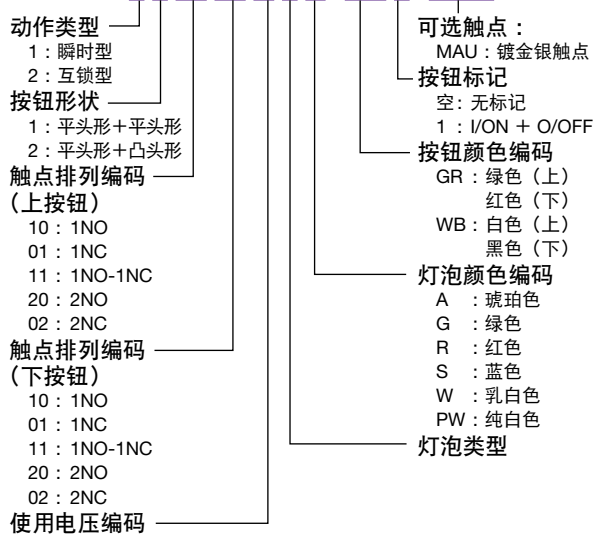 动作类型
1：瞬时型
2：互锁型
按钮形状
1：平头形＋平头形
2：平头形＋凸头形
触点排列编码
（上按钮）
10：1NO
01：1NC
11：1NO-1NC
20：2NO
02：2NC
触点排列编码
（下按钮）
10：1NO
01：1NC
11：1NO-1NC
20：2NO
02：2NC
使用电压编码
可选触点：
MAU：镀金银触点
按钮标记
空：无标记
1：I/ON ＋ O/OFF
按钮颜色编码
GR：绿色（上）
红色（下）
WB：白色（上）
黑色（下）
灯泡颜色编码
A ：琥珀色
G ：绿色
R ：红色
S ：蓝色
W ：乳白色
PW：纯白色
灯泡类型